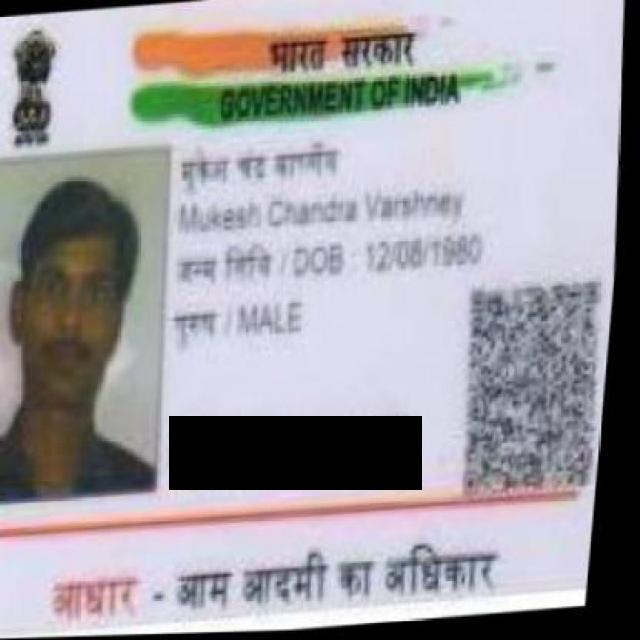 भारत सरकार
GOVERNMENT OF INDIA
मुकेश चंद वार्ष्णेय
Mukesh Chandra Varshney
जन्म तिथि / DOB : 12/08/1980
पुरुष / MALE
आधार - आम आदमी का अधिकार